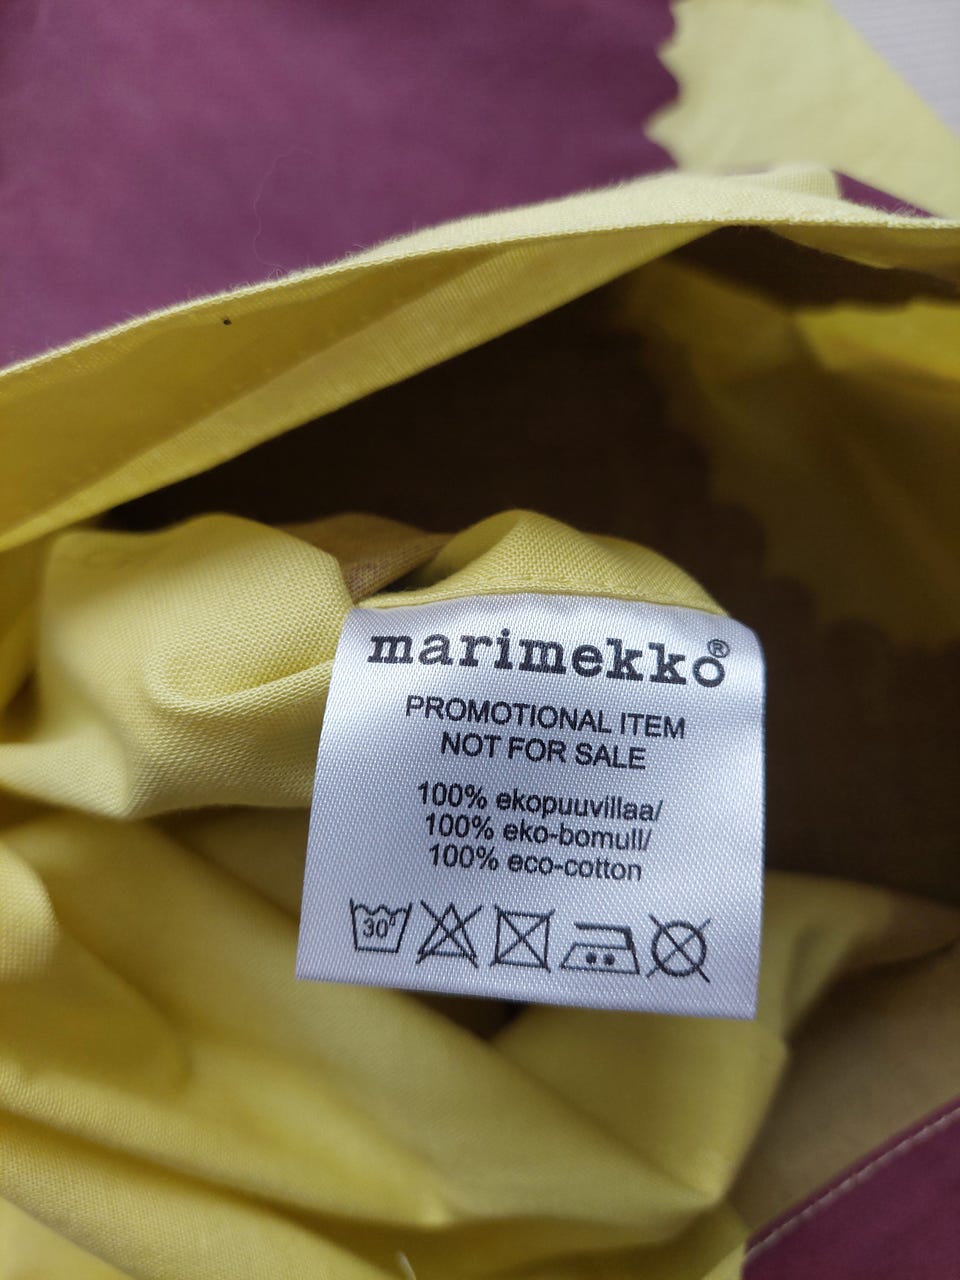 marimekko®
PROMOTIONAL ITEM
NOT FOR SALE
100% ekopuuvillaa/
100% eko-bomull/
100% eco-cotton
30°